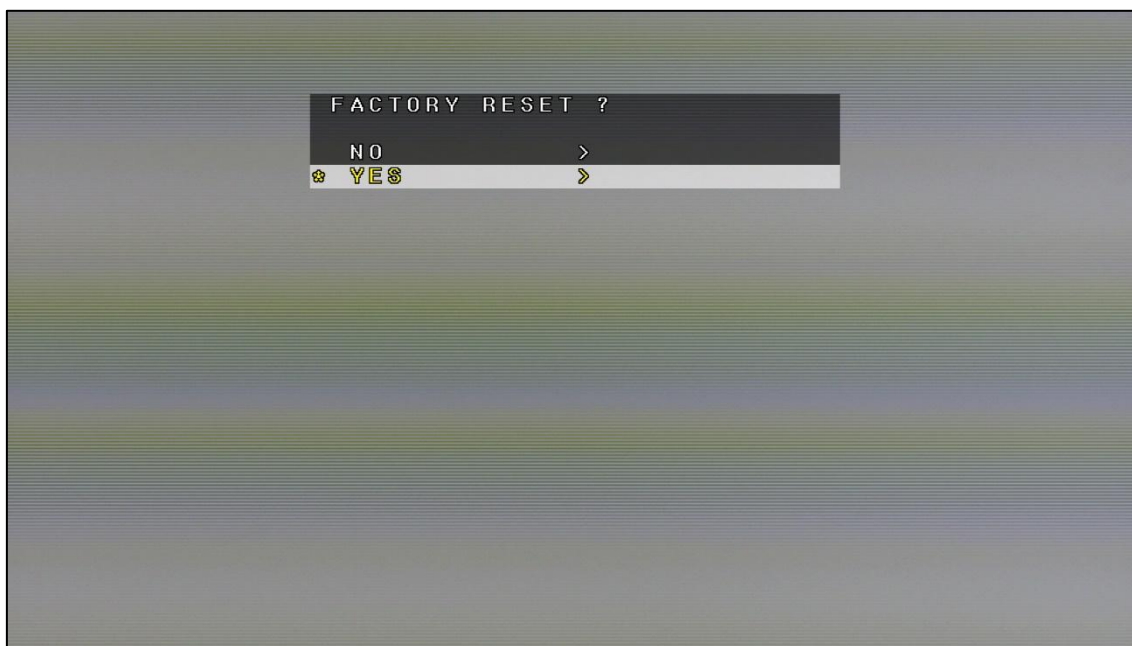 FACTORY RESET ?
NO >
* YES >